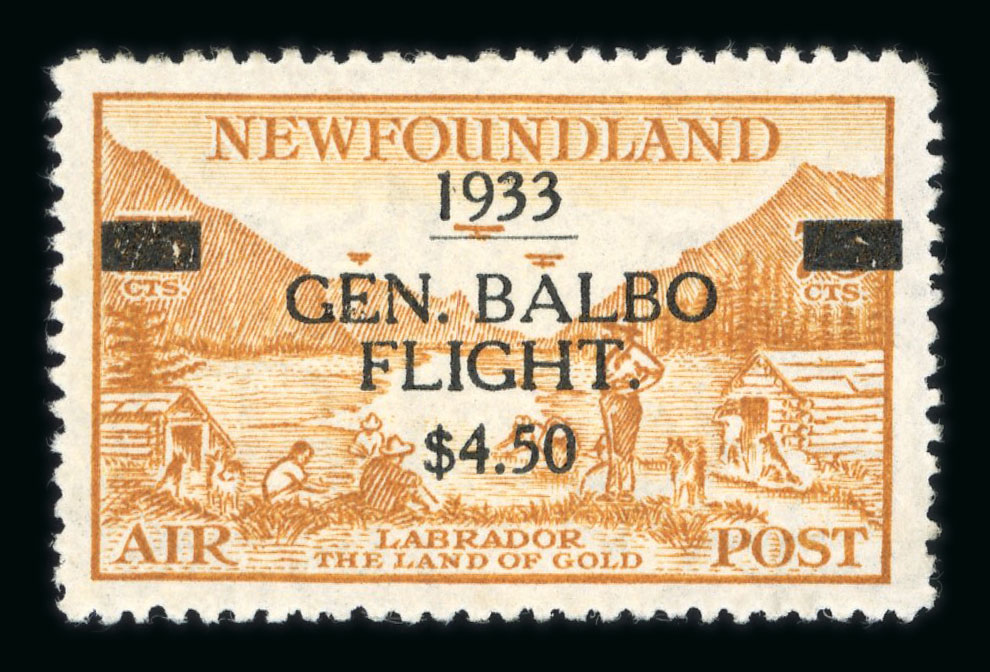 NEWFOUNDLAND
1933
CTS.
CTS.
GEN. BALBO
FLIGHT.
$4.50
AIR
LABRADOR
THE LAND OF GOLD
POST